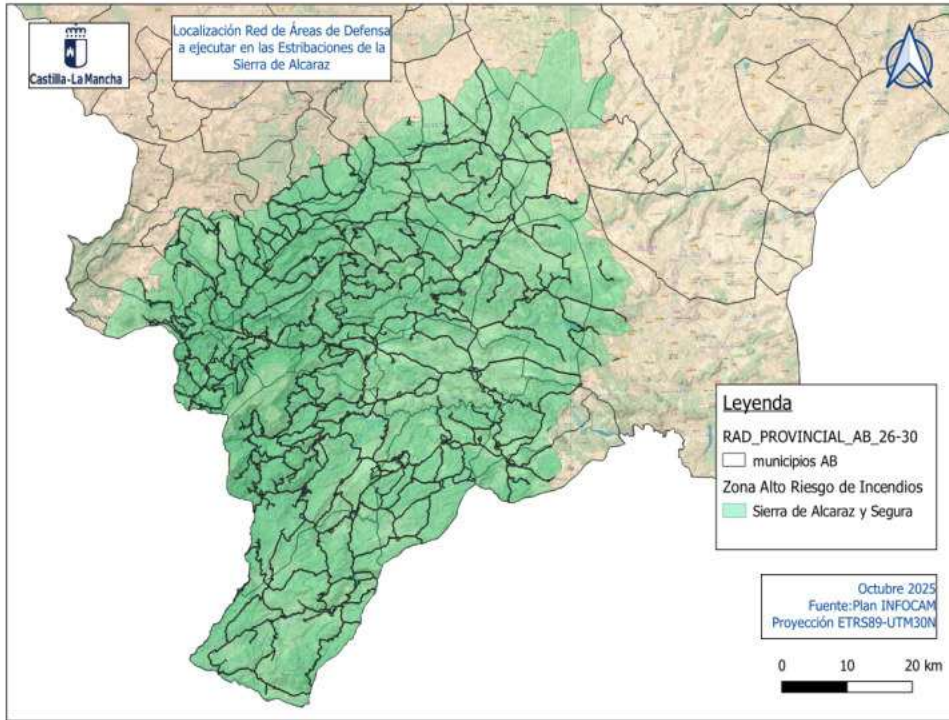 Castilla-La Mancha
Localización Red de Áreas de Defensa
a ejecutar en las Estribaciones de la
Sierra de Alcaraz
Leyenda
RAD_PROVINCIAL_AB_26-30
municipios AB
Zona Alto Riesgo de Incendios
Sierra de Alcaraz y Segura
Octubre 2025
Fuente:Plan INFOCAM
Proyección ETRS89-UTM30N
0 10 20 km